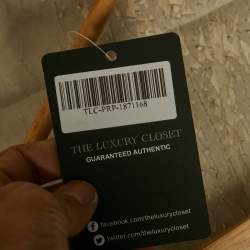 TLC-PRP-1871168
THE LUXURY CLOSET
GUARANTEED AUTHENTIC
facebook.com/theluxurycloset
twitter.com/theluxurycloset